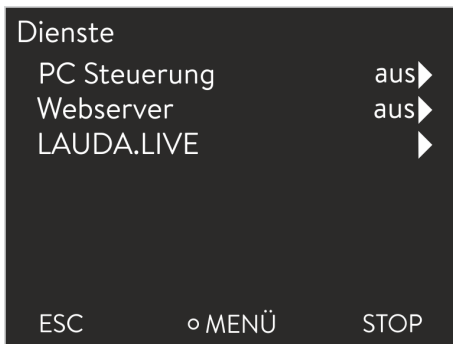 Dienste
PC Steuerung aus
Webserver aus
LAUDA.LIVE
ESC MENÜ STOP